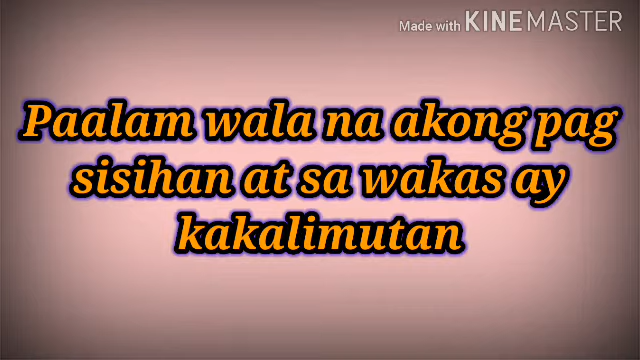 Made with KINEMASTER
Paalam wala na akong pag
sisihan at sa wakas ay
kakalimutan